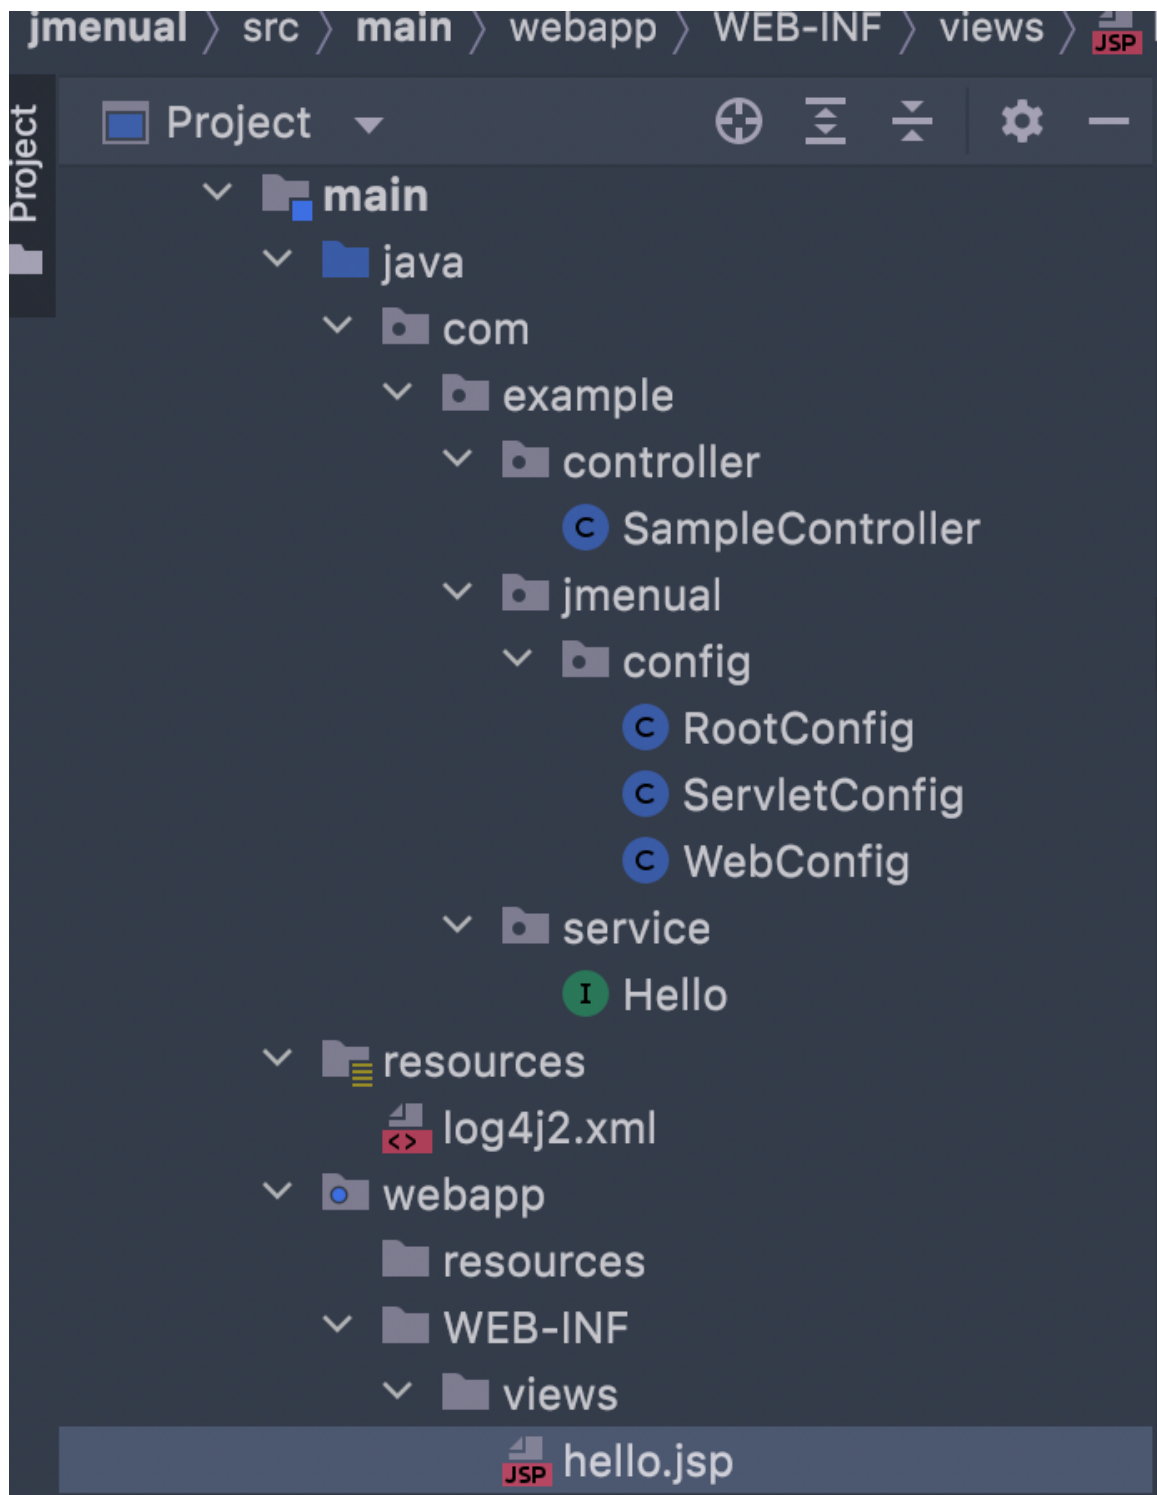 jmenual 〉 src 〉 main 〉 webapp 〉 WEB-INF 〉 views 〉 JSP
Project
Project
main
java
com
example
controller
C SampleController
jmenual
config
C RootConfig
C ServletConfig
C WebConfig
service
I Hello
resources
<> log4j2.xml
webapp
resources
WEB-INF
views
JSP hello.jsp